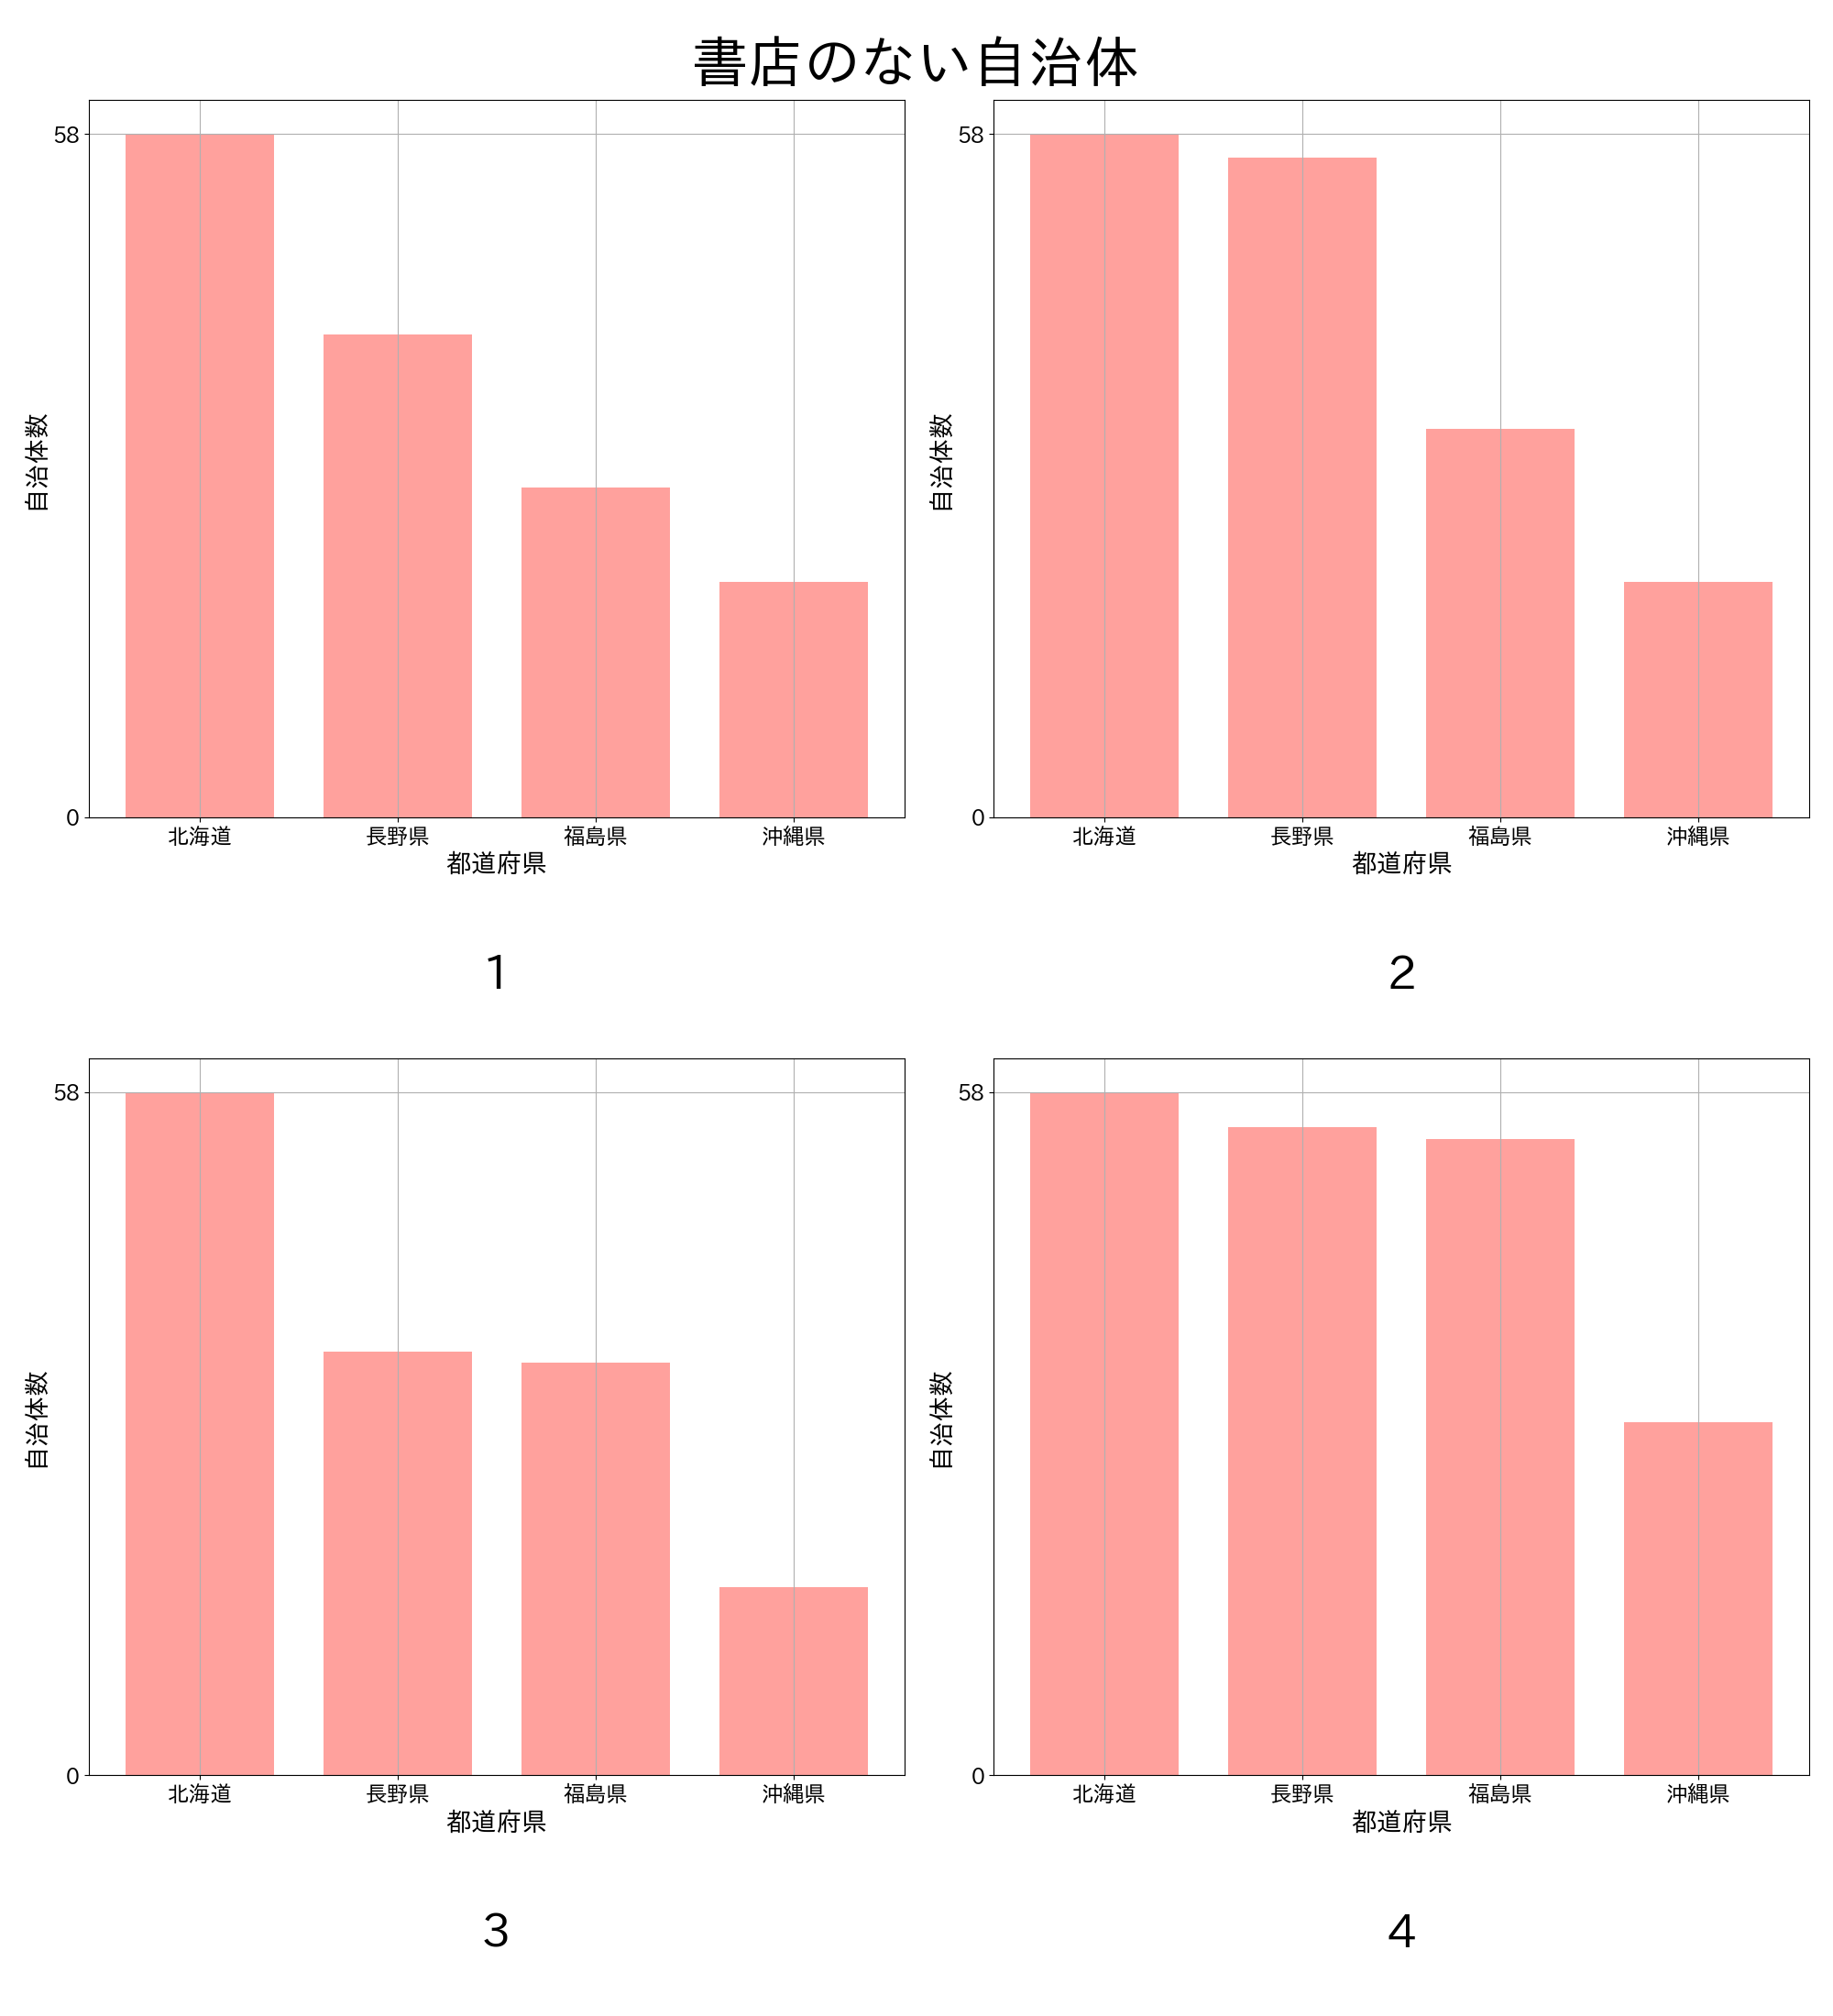 書店のない自治体
58
0
自治体数
北海道 長野県 福島県 沖縄県
都道府県
1
58
0
自治体数
北海道 長野県 福島県 沖縄県
都道府県
2
58
0
自治体数
北海道 長野県 福島県 沖縄県
都道府県
3
58
0
自治体数
北海道 長野県 福島県 沖縄県
都道府県
4